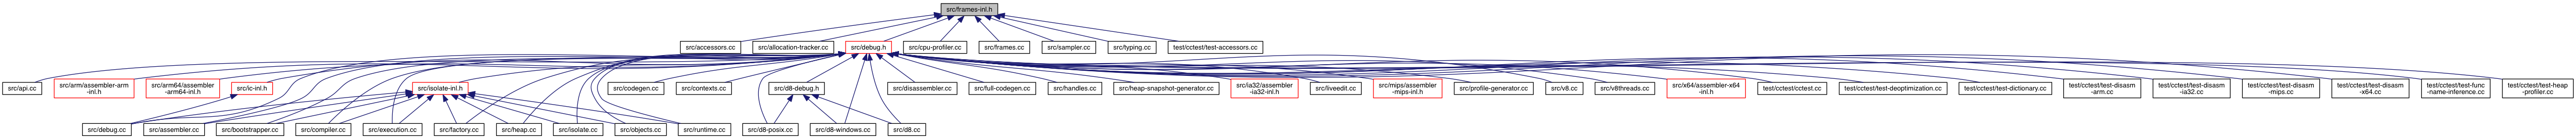 src/frames-inl.h
src/accessors.cc
src/allocation-tracker.cc
src/debug.h
src/cpu-profiler.cc
src/frames.cc
src/sampler.cc
src/typing.cc
test/cctest/test-accessors.cc
src/api.cc
src/arm/assembler-arm
-inl.h
src/arm64/assembler
-arm64-inl.h
src/ic-inl.h
src/isolate-inl.h
src/codegen.cc
src/contexts.cc
src/d8-debug.h
src/disassembler.cc
src/full-codegen.cc
src/handles.cc
src/heap-snapshot-generator.cc
src/ia32/assembler
-ia32-inl.h
src/liveedit.cc
src/mips/assembler
-mips-inl.h
src/profile-generator.cc
src/v8.cc
src/v8threads.cc
src/x64/assembler-x64
-inl.h
test/cctest/cctest.cc
test/cctest/test-deoptimization.cc
test/cctest/test-dictionary.cc
test/cctest/test-disasm
-arm.cc
test/cctest/test-disasm
-ia32.cc
test/cctest/test-disasm
-mips.cc
test/cctest/test-disasm
-x64.cc
test/cctest/test-func
-name-inference.cc
test/cctest/test-heap
-profiler.cc
src/debug.cc
src/assembler.cc
src/bootstrapper.cc
src/compiler.cc
src/execution.cc
src/factory.cc
src/heap.cc
src/isolate.cc
src/objects.cc
src/runtime.cc
src/d8-posix.cc
src/d8-windows.cc
src/d8.cc